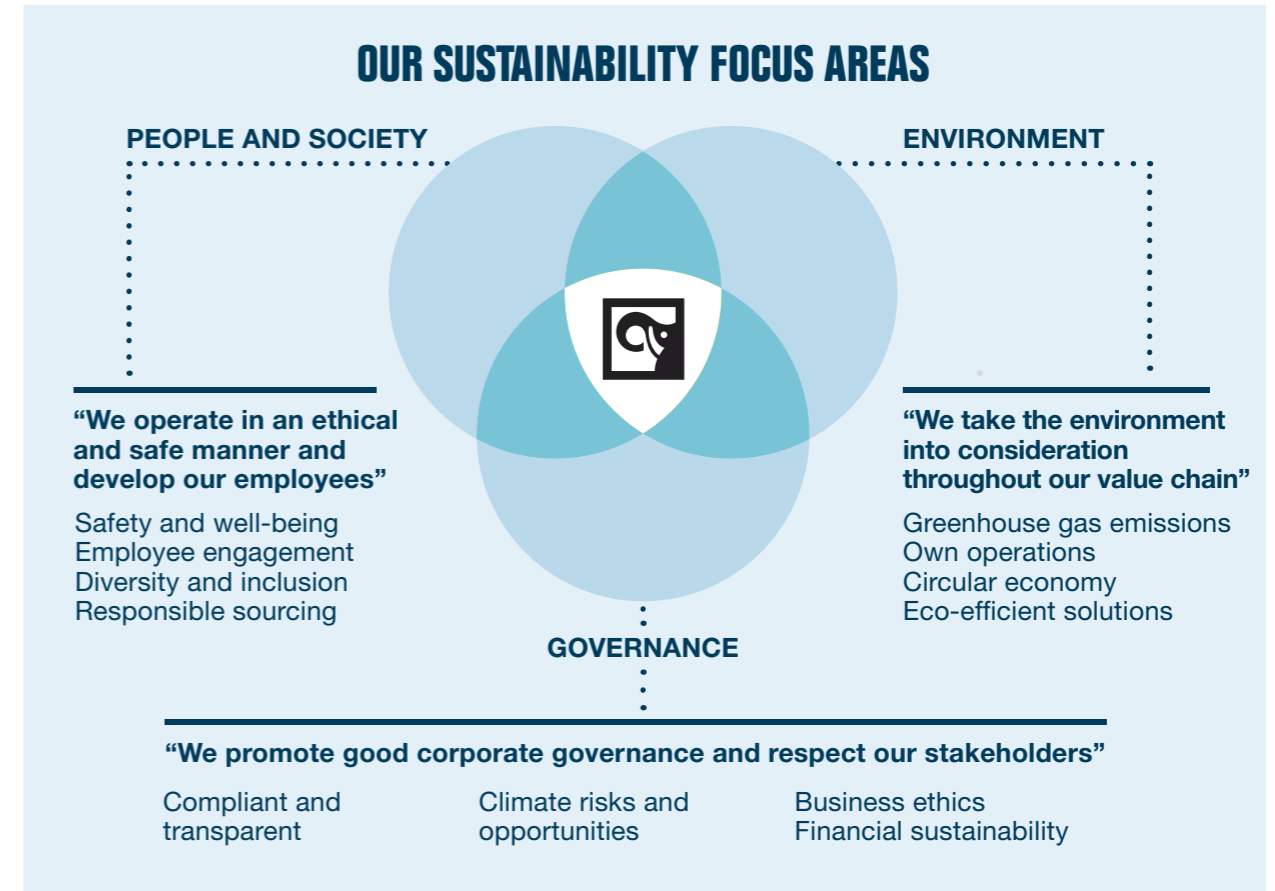 OUR SUSTAINABILITY FOCUS AREAS
PEOPLE AND SOCIETY
“We operate in an ethical
and safe manner and
develop our employees”
Safety and well-being
Employee engagement
Diversity and inclusion
Responsible sourcing
ENVIRONMENT
“We take the environment
into consideration
throughout our value chain”
Greenhouse gas emissions
Own operations
Circular economy
Eco-efficient solutions
GOVERNANCE
“We promote good corporate governance and respect our stakeholders”
Compliant and
transparent
Climate risks and
opportunities
Business ethics
Financial sustainability